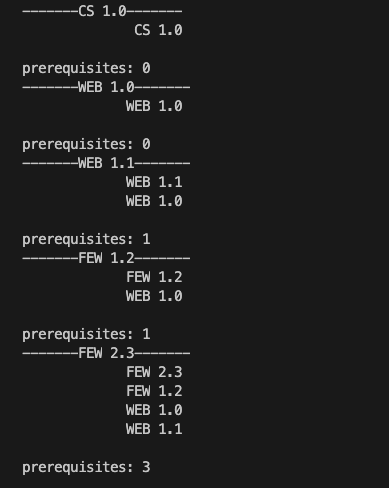 -------CS 1.0-------
CS 1.0
prerequisites: 0
-------WEB 1.0-------
WEB 1.0
prerequisites: 0
-------WEB 1.1-------
WEB 1.1
WEB 1.0
prerequisites: 1
-------FEW 1.2-------
FEW 1.2
WEB 1.0
prerequisites: 1
-------FEW 2.3-------
FEW 2.3
FEW 1.2
WEB 1.0
WEB 1.1
prerequisites: 3